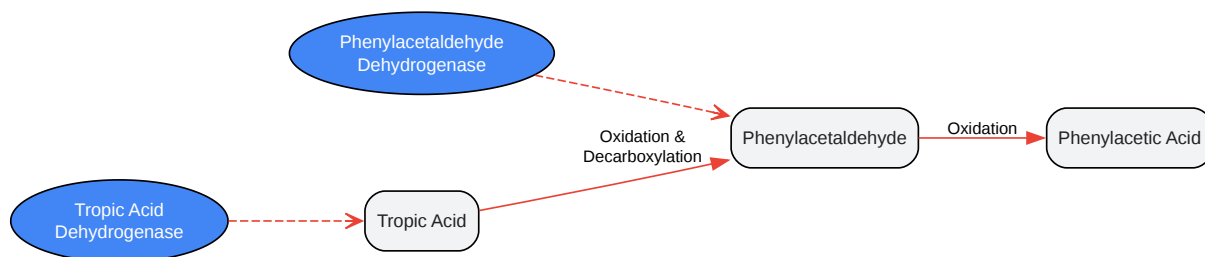 Phenylacetaldehyde
Dehydrogenase
Oxidation &
Decarboxylation
Phenylacetaldehyde
Oxidation
Phenylacetic Acid
Tropic Acid
Dehydrogenase
Tropic Acid